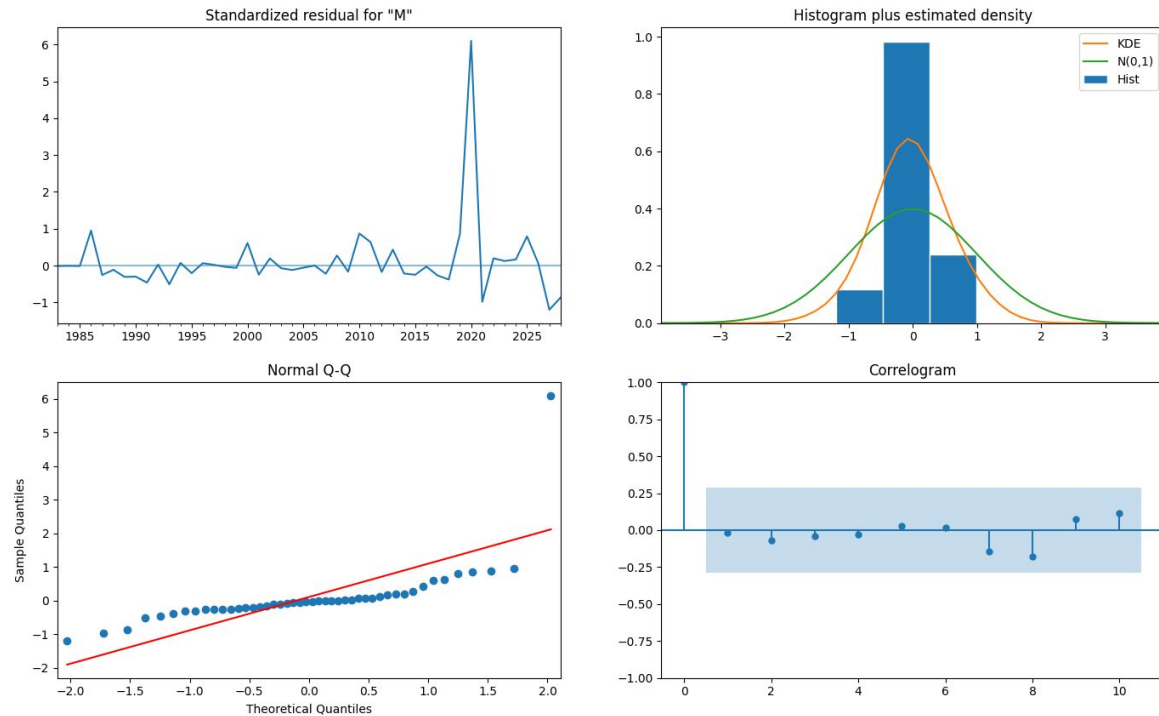 Standardized residual for "M"
6
5
4
3
2
1
0
−1
1985 1990 1995 2000 2005 2010 2015 2020 2025
Histogram plus estimated density
KDE
N(0,1)
Hist
1.0
0.8
0.6
0.4
0.2
0.0
−3 −2 −1 0 1 2 3
Normal Q-Q
Sample Quantiles
6
5
4
3
2
1
0
−1
−2
−2.0 −1.5 −1.0 −0.5 0.0 0.5 1.0 1.5 2.0
Theoretical Quantiles
Correlogram
1.00
0.75
0.50
0.25
0.00
−0.25
−0.50
−0.75
−1.00
0 2 4 6 8 10